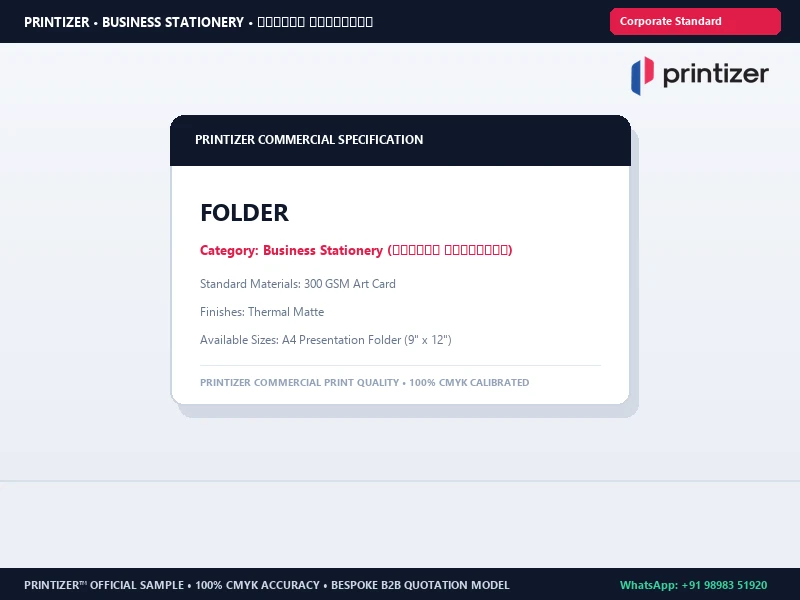 PRINTIZER • BUSINESS STATIONERY •
Corporate Standard
printizer
PRINTIZER COMMERCIAL SPECIFICATION
FOLDER
Category: Business Stationery (
Standard Materials: 300 GSM Art Card
Finishes: Thermal Matte
Available Sizes: A4 Presentation Folder (9" x 12")
PRINTIZER COMMERCIAL PRINT QUALITY • 100% CMYK CALIBRATED
PRINTIZER™ OFFICIAL SAMPLE • 100% CMYK ACCURACY • BESPOKE B2B QUOTATION MODEL
WhatsApp: +91 98983 51920